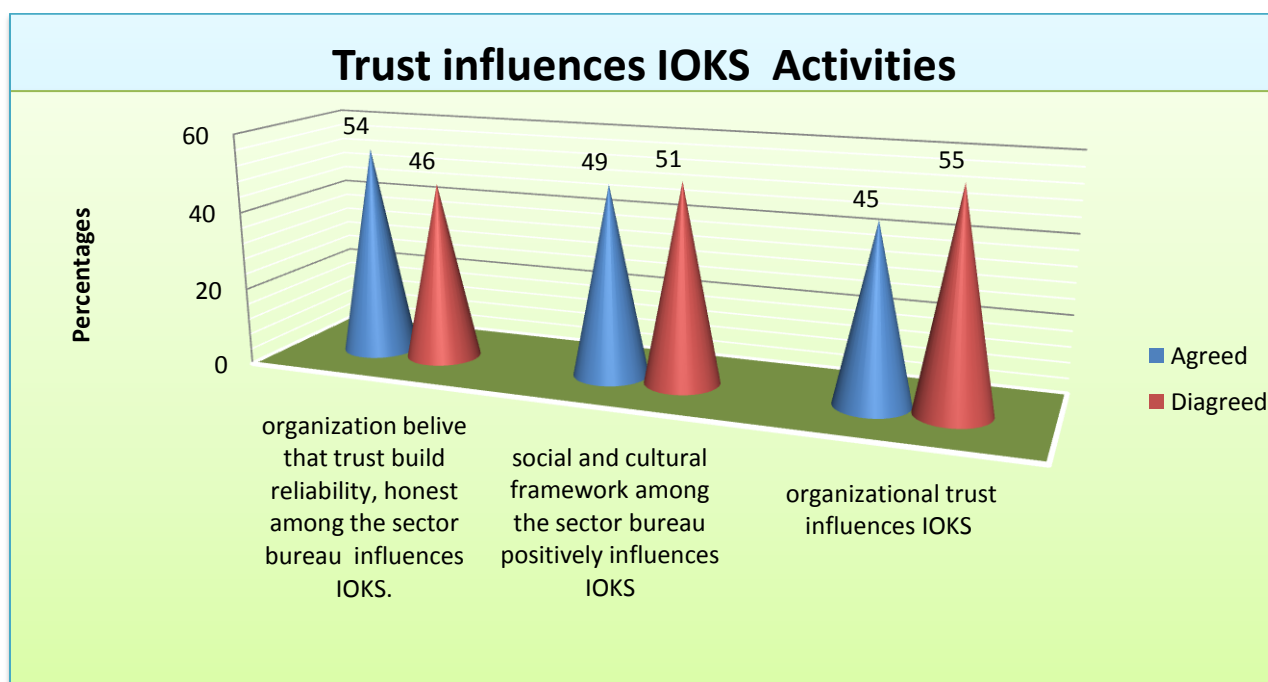 Trust influences IOKS Activities
Percentages
60
40
20
0
54
46
49
51
45
55
organization belive
that trust build
reliability, honest
among the sector
bureau influences
IOKS.
social and cultural
framework among
the sector bureau
positively influences
IOKS
organizational trust
influences IOKS
Agreed
Diagreed